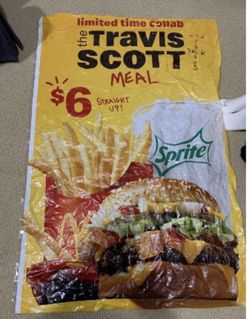 limited time collab
the TRAVIS
SCOTT
MEAL
$6
STRAIGHT
UP!
Sprite